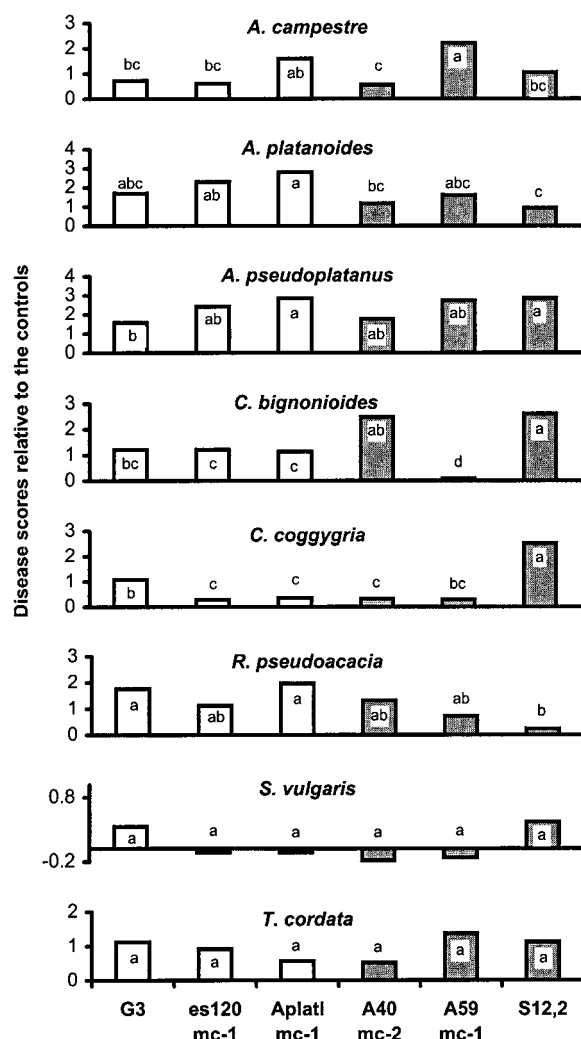 Disease scores relative to the controls
A. campestre
3
2
1
0
bc bc ab c a bc
A. platanoides
4
3
2
1
0
abc ab a bc abc c
A. pseudoplatanus
4
3
2
1
0
b ab a ab ab a
C. bignonioides
3
2
1
0
bc c c ab d a
C. coggygria
3
2
1
0
b c c c bc a
R. pseudoacacia
3
2
1
0
a ab a ab ab b
S. vulgaris
0.8
-0.2
a a a a a a
T. cordata
2
1
0
a a a a a a
G3 es120 Aplatl A40 A59 S12,2
mc-1 mc-1 mc-2 mc-1